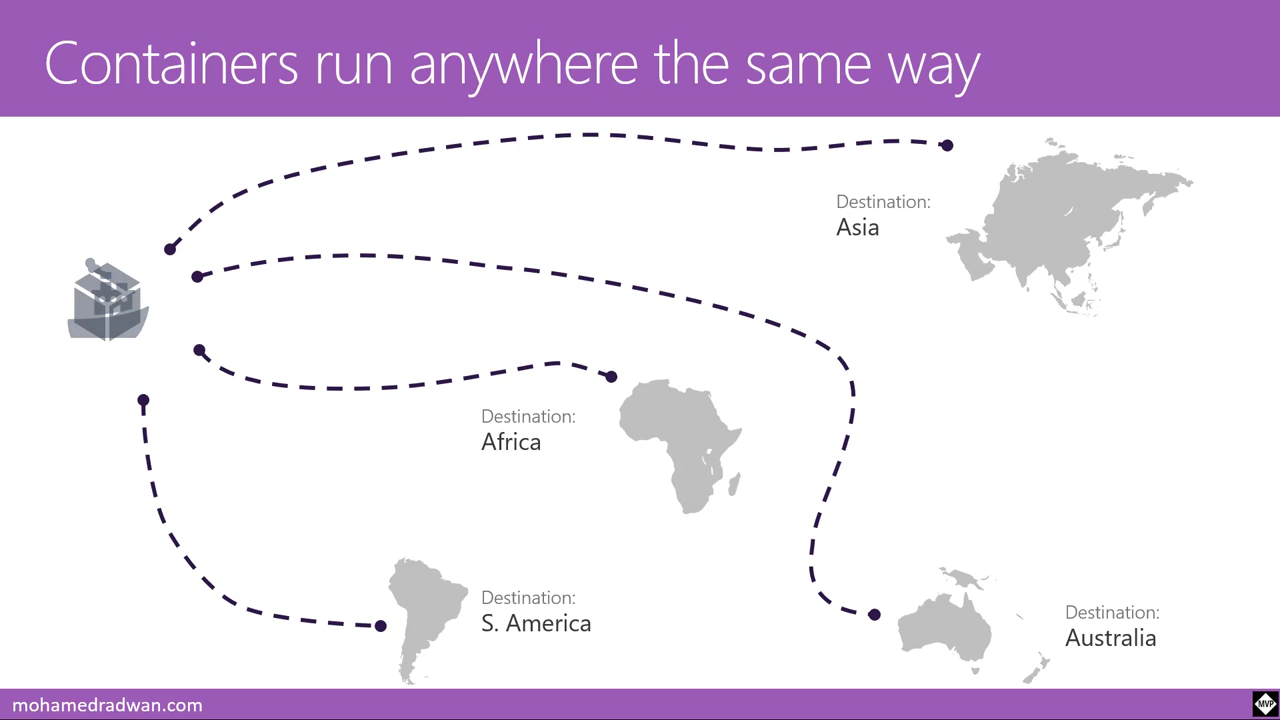 Containers run anywhere the same way
Destination:
Asia
Destination:
Africa
Destination:
S. America
Destination:
Australia
mohamedradwan.com
MVP